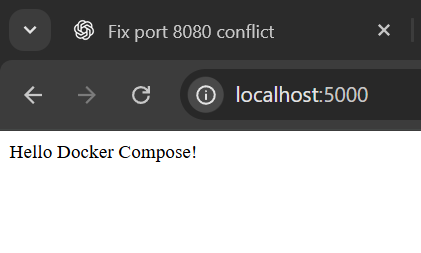 Fix port 8080 conflict
localhost:5000
Hello Docker Compose!